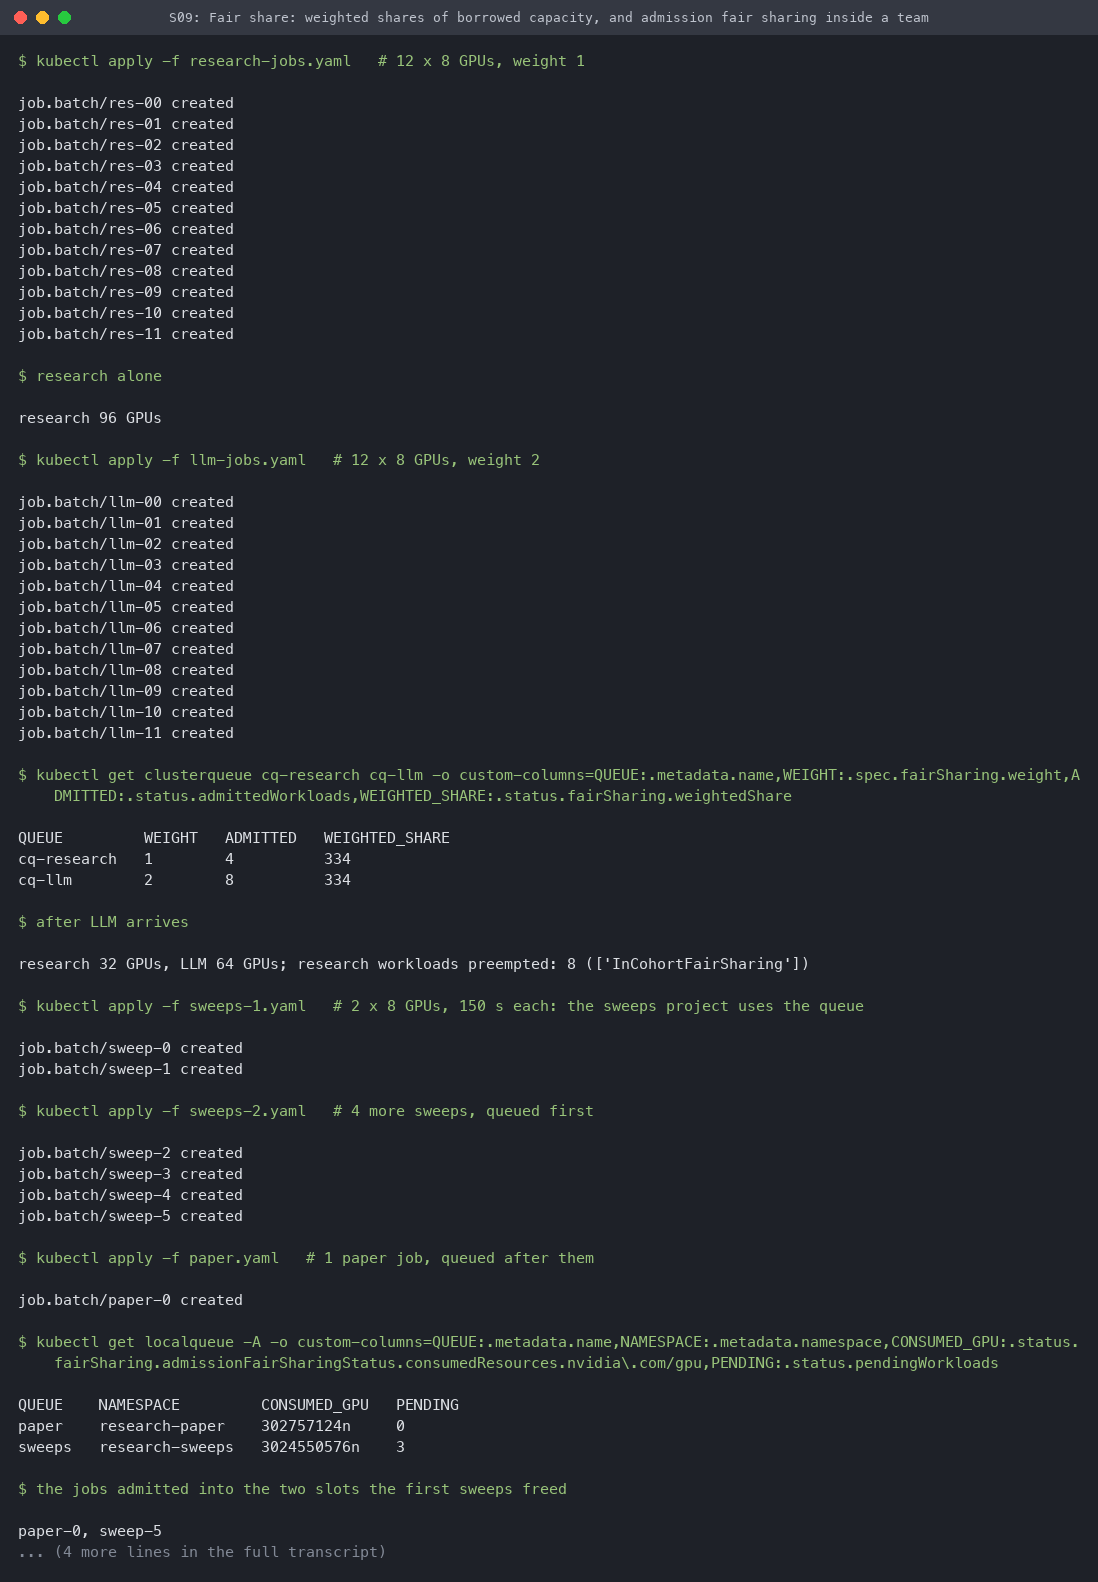 S09: Fair share: weighted shares of borrowed capacity, and admission fair sharing inside a team
$ kubectl apply -f research-jobs.yaml   # 12 x 8 GPUs, weight 1
job.batch/res-00 created
job.batch/res-01 created
job.batch/res-02 created
job.batch/res-03 created
job.batch/res-04 created
job.batch/res-05 created
job.batch/res-06 created
job.batch/res-07 created
job.batch/res-08 created
job.batch/res-09 created
job.batch/res-10 created
job.batch/res-11 created
$ research alone
research 96 GPUs
$ kubectl apply -f llm-jobs.yaml   # 12 x 8 GPUs, weight 2
job.batch/llm-00 created
job.batch/llm-01 created
job.batch/llm-02 created
job.batch/llm-03 created
job.batch/llm-04 created
job.batch/llm-05 created
job.batch/llm-06 created
job.batch/llm-07 created
job.batch/llm-08 created
job.batch/llm-09 created
job.batch/llm-10 created
job.batch/llm-11 created
$ kubectl get clusterqueue cq-research cq-llm -o custom-columns=QUEUE:.metadata.name,WEIGHT:.spec.fairSharing.weight,A
DMITTED:.status.admittedWorkloads,WEIGHTED_SHARE:.status.fairSharing.weightedShare
QUEUE         WEIGHT   ADMITTED   WEIGHTED_SHARE
cq-research   1        4          334
cq-llm        2        8          334
$ after LLM arrives
research 32 GPUs, LLM 64 GPUs; research workloads preempted: 8 (['InCohortFairSharing'])
$ kubectl apply -f sweeps-1.yaml   # 2 x 8 GPUs, 150 s each: the sweeps project uses the queue
job.batch/sweep-0 created
job.batch/sweep-1 created
$ kubectl apply -f sweeps-2.yaml   # 4 more sweeps, queued first
job.batch/sweep-2 created
job.batch/sweep-3 created
job.batch/sweep-4 created
job.batch/sweep-5 created
$ kubectl apply -f paper.yaml   # 1 paper job, queued after them
job.batch/paper-0 created
$ kubectl get localqueue -A -o custom-columns=QUEUE:.metadata.name,NAMESPACE:.metadata.namespace,CONSUMED_GPU:.status.
fairSharing.admissionFairSharingStatus.consumedResources.nvidia\.com/gpu,PENDING:.status.pendingWorkloads
QUEUE    NAMESPACE         CONSUMED_GPU   PENDING
paper    research-paper    302757124n     0
sweeps   research-sweeps   3024550576n    3
$ the jobs admitted into the two slots the first sweeps freed
paper-0, sweep-5
... (4 more lines in the full transcript)